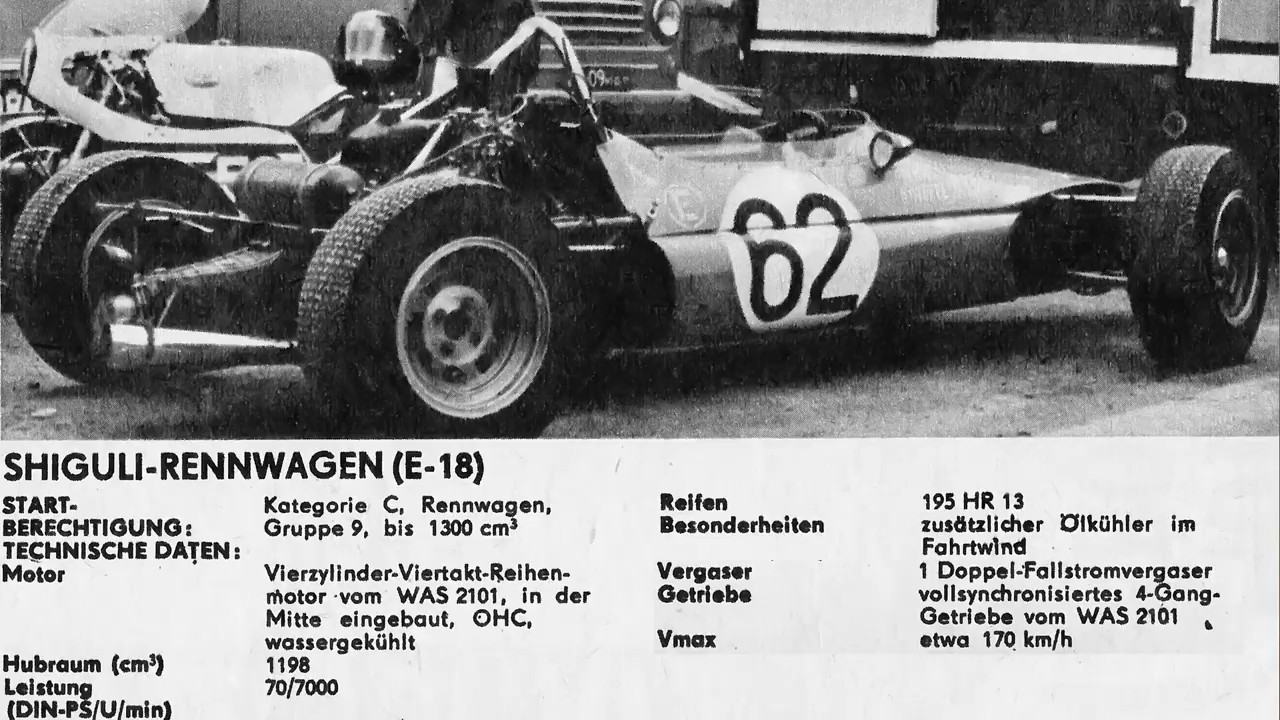 09
62
SHIGULI-RENNWAGEN (E-18)
START-
BERECHTIGUNG:
Kategorie C, Rennwagen,
Gruppe 9, bis 1300 cm³
TECHNISCHE DATEN:
Motor
Vierzylinder-Viertakt-Reihen-
motor vom WAS 2101, in der
Mitte eingebaut, OHC,
wassergekühlt
Hubraum (cm³)
1198
Leistung
(DIN-PS/U/min)
70/7000
Reifen
195 HR 13
Besonderheiten
zusätzlicher Ölkühler im
Fahrtwind
Vergaser
1 Doppel-Fallstromvergaser
Getriebe
vollsynchronisiertes 4-Gang-
Getriebe vom WAS 2101
Vmax
etwa 170 km/h